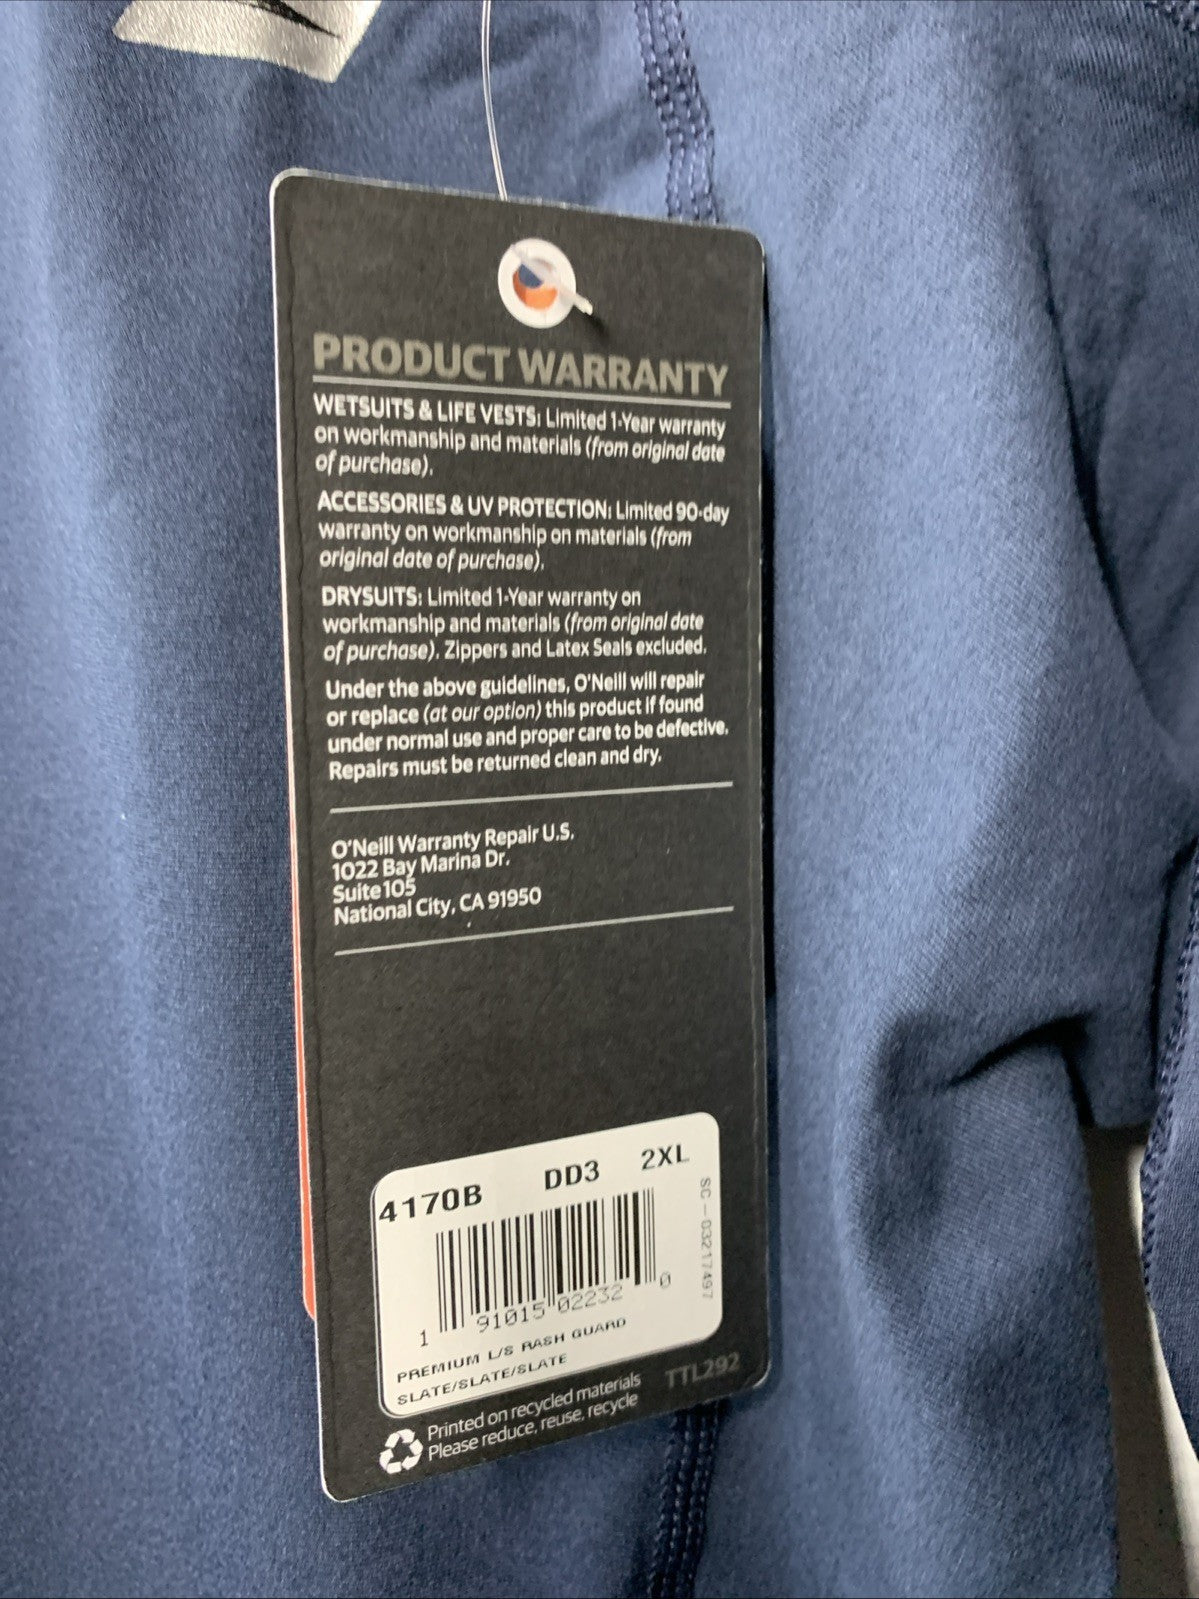 PRODUCT WARRANTY
WETSUITS & LIFE VESTS: Limited 1-Year warranty
on workmanship and materials (from original date
of purchase).
ACCESSORIES & UV PROTECTION: Limited 90-day
warranty on workmanship on materials (from
original date of purchase).
DRYSUITS: Limited 1-Year warranty on
workmanship and materials (from original date
of purchase). Zippers and Latex Seals excluded.
Under the above guidelines, O'Neill will repair
or replace (at our option) this product if found
under normal use and proper care to be defective.
Repairs must be returned clean and dry.
O'Neill Warranty Repair U.S.
1022 Bay Marina Dr.
Suite 105
National City, CA 91950
4170B DD3 2XL
SC - 03217497
1 91015 02232 0
PREMIUM L/S RASH GUARD
SLATE/SLATE/SLATE
Printed on recycled materials
Please reduce, reuse, recycle
TTL292